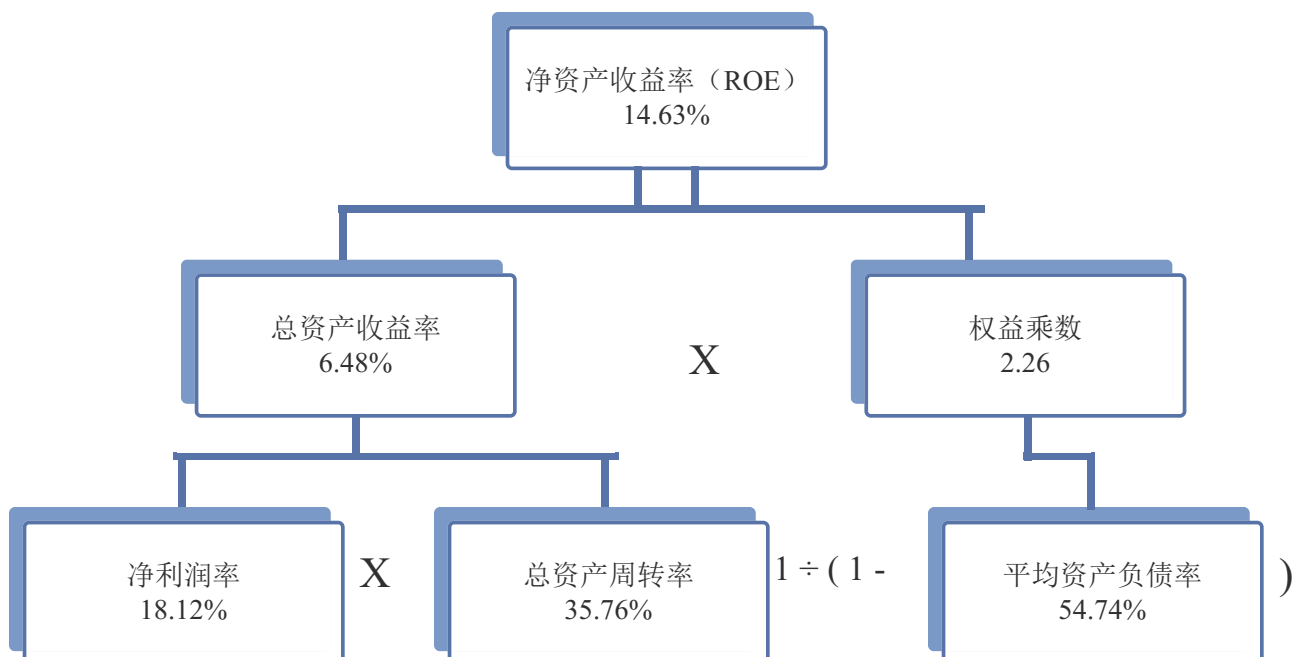 净资产收益率（ROE）
14.63%
总资产收益率
6.48%
X
权益乘数
2.26
净利润率
18.12%
X
总资产周转率
35.76%
1 ÷ ( 1 -
平均资产负债率
54.74%
)